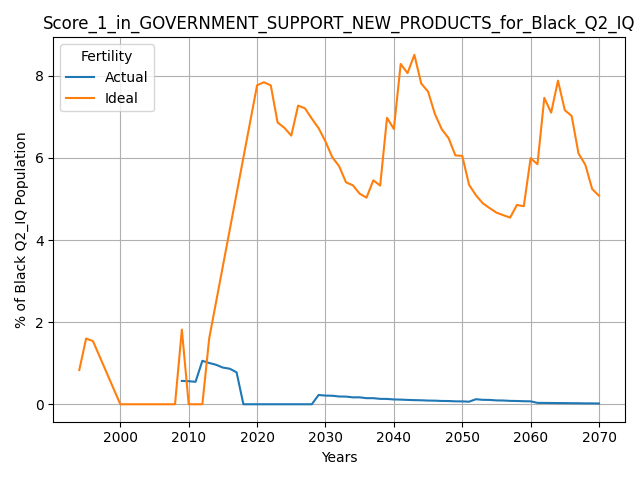 Score_1_in_GOVERNMENT_SUPPORT_NEW_PRODUCTS_for_Black_Q2_IQ
Fertility
Actual
Ideal
% of Black Q2_IQ Population
8
6
4
2
0
2000 2010 2020 2030 2040 2050 2060 2070
Years